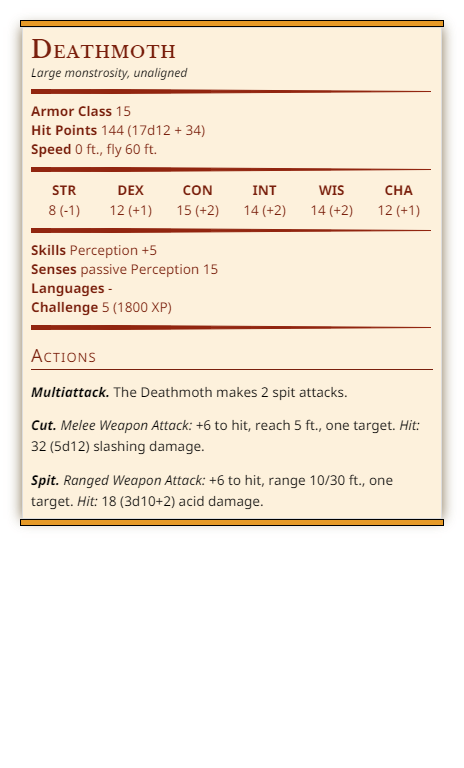 Deathmoth
Large monstrosity, unaligned
Armor Class 15
Hit Points 144 (17d12 + 34)
Speed 0 ft., fly 60 ft.
STR DEX CON INT WIS CHA
8 (-1) 12 (+1) 15 (+2) 14 (+2) 14 (+2) 12 (+1)
Skills Perception +5
Senses passive Perception 15
Languages -
Challenge 5 (1800 XP)
Actions
Multiattack. The Deathmoth makes 2 spit attacks.
Cut. Melee Weapon Attack: +6 to hit, reach 5 ft., one target. Hit:
32 (5d12) slashing damage.
Spit. Ranged Weapon Attack: +6 to hit, range 10/30 ft., one
target. Hit: 18 (3d10+2) acid damage.